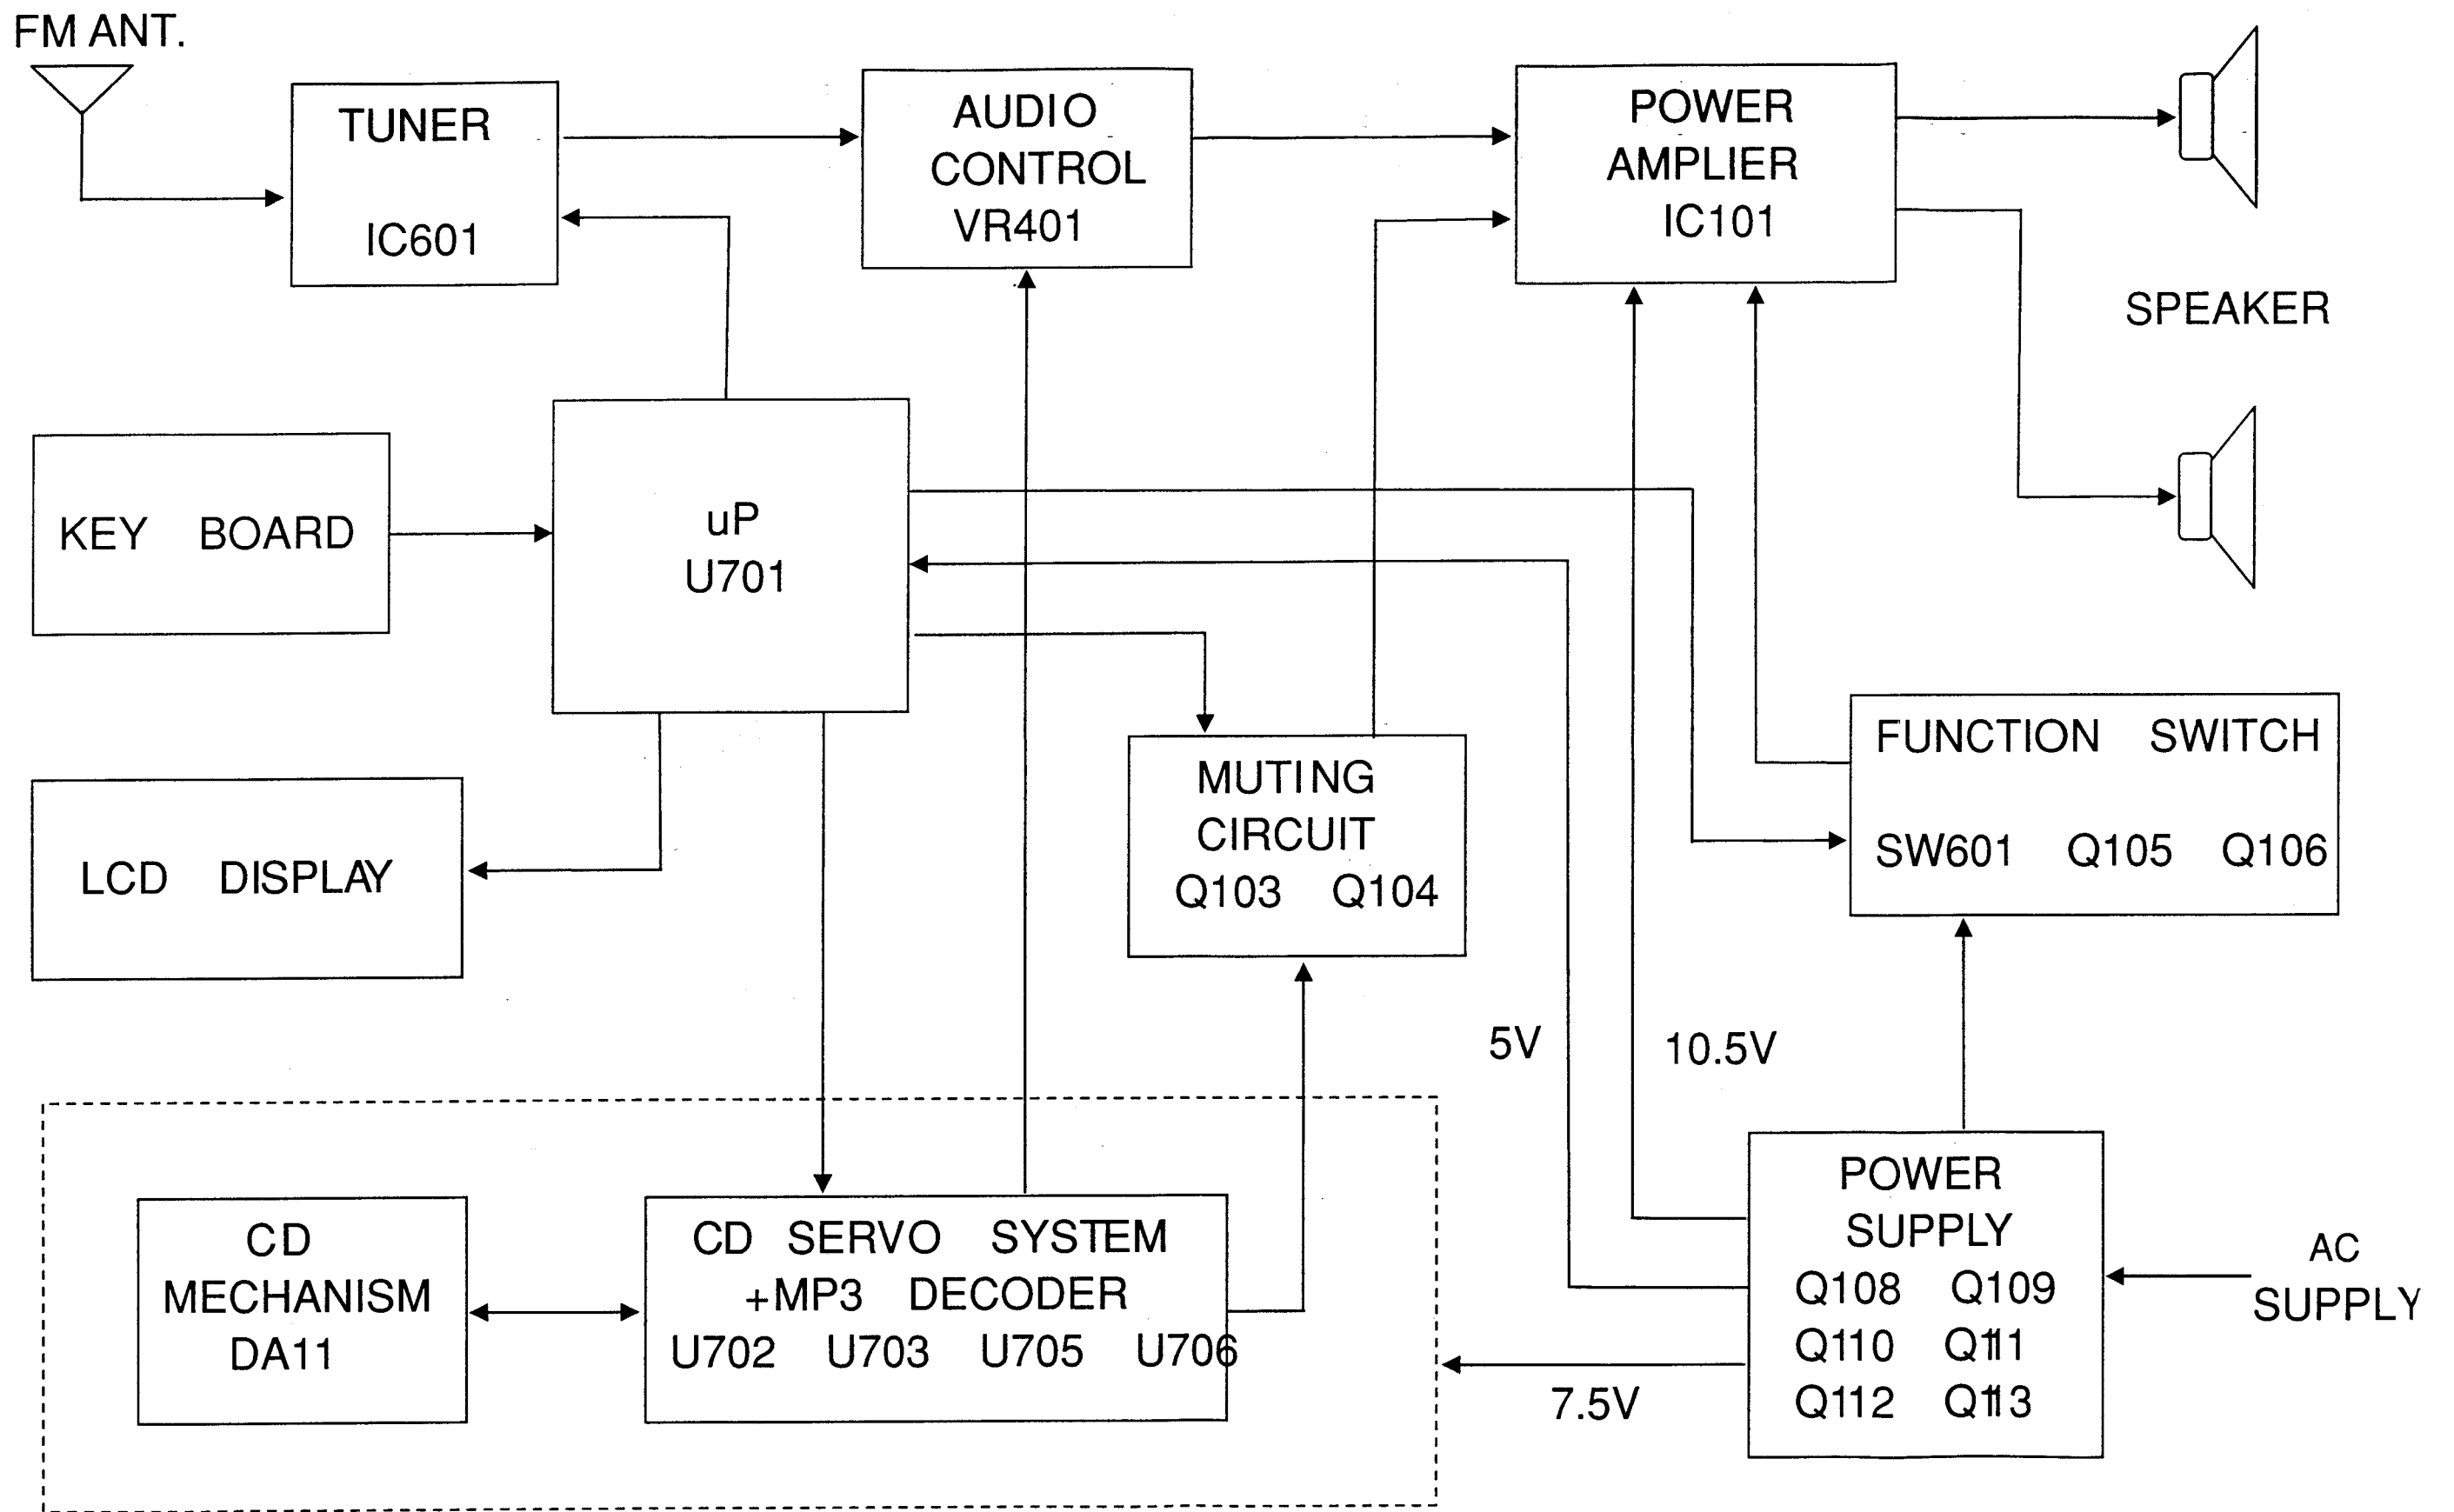 FM ANT.
TUNER
IC601
AUDIO
CONTROL
VR401
POWER
AMPLIER
IC101
SPEAKER
KEY BOARD
uP
U701
LCD DISPLAY
MUTING
CIRCUIT
Q103 Q104
FUNCTION SWITCH
SW601 Q105 Q106
5V
10.5V
7.5V
CD
MECHANISM
DA11
CD SERVO SYSTEM
+MP3 DECODER
U702 U703 U705 U706
POWER
SUPPLY
Q108 Q109
Q110 Q111
Q112 Q113
AC
SUPPLY